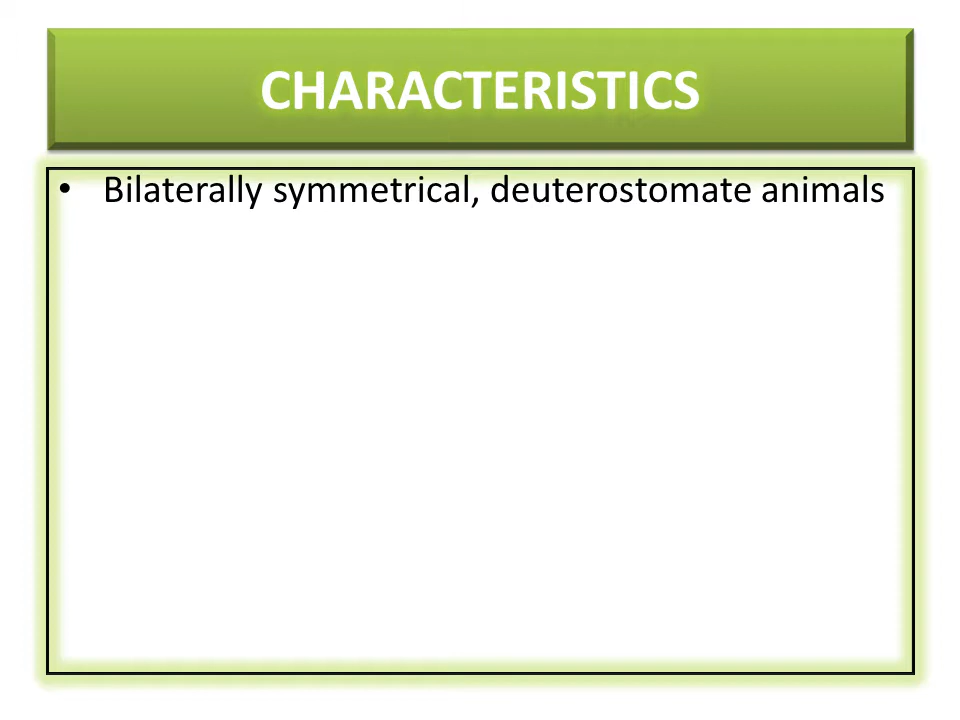 CHARACTERISTICS
• Bilaterally symmetrical, deuterostomate animals